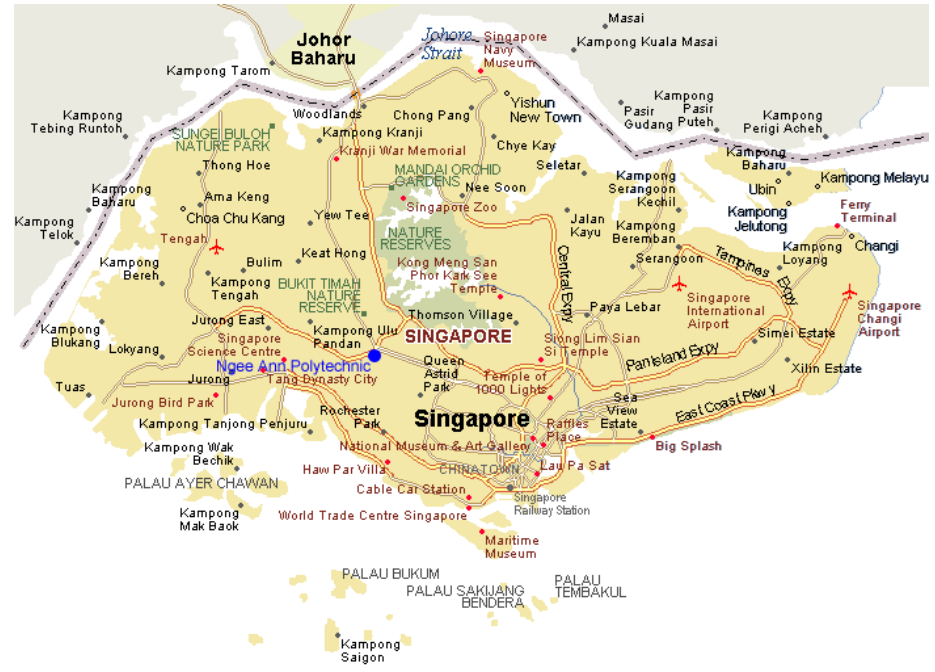 Masai
Johor
Baharu
Johore
Strait
Singapore
Navy
Museum
Kampong Kuala Masai
Kampong Tarom
Kampong
Tebing Runtoh
Woodlands
Chong Pang
Yishun
New Town
Pasir
Gudang
Kampong
Pasir
Puteh
Kampong
Perigi Acheh
SUNGEI BULOH
NATURE PARK
Kampong Kranji
Kranji War Memorial
Chye Kay
Seletar
Kampong
Baharu
Thong Hoe
MANDAI ORCHID
GARDENS
Nee Soon
Kampong
Serangoon
Kechil
Ubin
Kampong Melayu
Kampong
Baharu
Ama Keng
Choa Chu Kang
Yew Tee
Singapore Zoo
Jalan
Kayu
Kampong
Jelutong
Ferry
Terminal
Kampong
Telok
Tengah
NATURE
RESERVES
Kampong
Beremban
Changi
Kampong
Bereh
Bulim
Keat Hong
Kong Meng San
Phor Kark See
Temple
Central Expy
Serangoon
Tampinas Expy
Kampong
Loyang
Kampong
Tengah
BUKIT TIMAH
NATURE
RESERVE
Paya Lebar
Singapore
International
Airport
Singapore
Changi
Airport
Kampong
Blukang
Jurong East
Kampong Ulu
Pandan
Thomson Village
SINGAPORE
Siong Lim Sian
Si Temple
Simei Estate
Lokyang
Singapore
Science Centre
Ngee Ann Polytechnic
Queen
Astrid
Park
Pan Island Expy
Xilin Estate
Tuas
Jurong
Tang Dynasty City
Temple of
1000 Lights
Jurong Bird Park
Rochester
Park
Singapore
Sea
View
Estate
East Coast Pkwy
Kampong Tanjong Penjuru
National Museum & Art Gallery
Raffles
Place
Big Splash
Kampong Wak
Bechik
Haw Par Villa
CHINATOWN
Lau Pa Sat
PALAU AYER CHAWAN
Cable Car Station
Singapore
Railway Station
Kampong
Mak Baok
World Trade Centre Singapore
Maritime
Museum
PALAU BUKUM
PALAU SAKIJANG
BENDERA
PALAU
TEMBAKUL
Kampong
Saigon